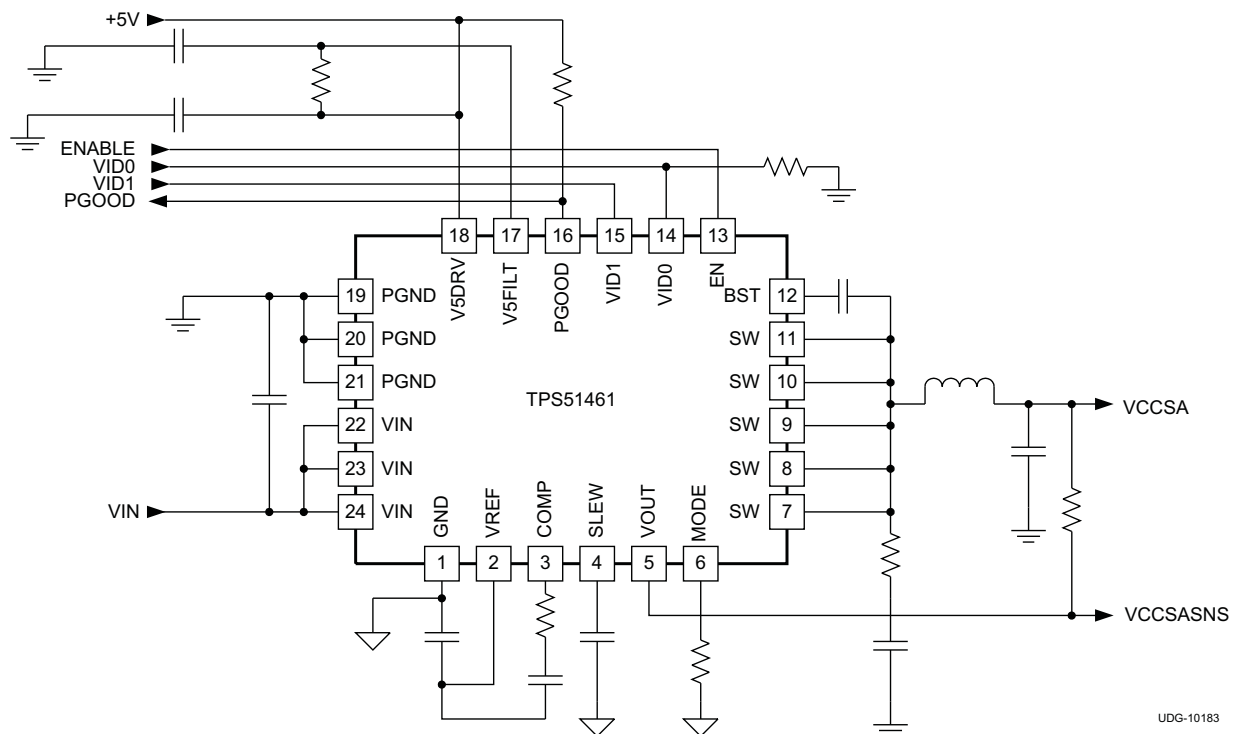 +5V
ENABLE
VID0
VID1
PGOOD
18
17
16
15
14
13
V5DRV
V5FILT
PGOOD
VID1
VID0
EN
19 PGND
20 PGND
21 PGND
22 VIN
23 VIN
24 VIN
VIN
TPS51461
BST 12
SW 11
SW 10
SW 9
SW 8
SW 7
VCCSA
VCCSASNS
GND
VREF
COMP
SLEW
VOUT
MODE
1
2
3
4
5
6
UDG-10183